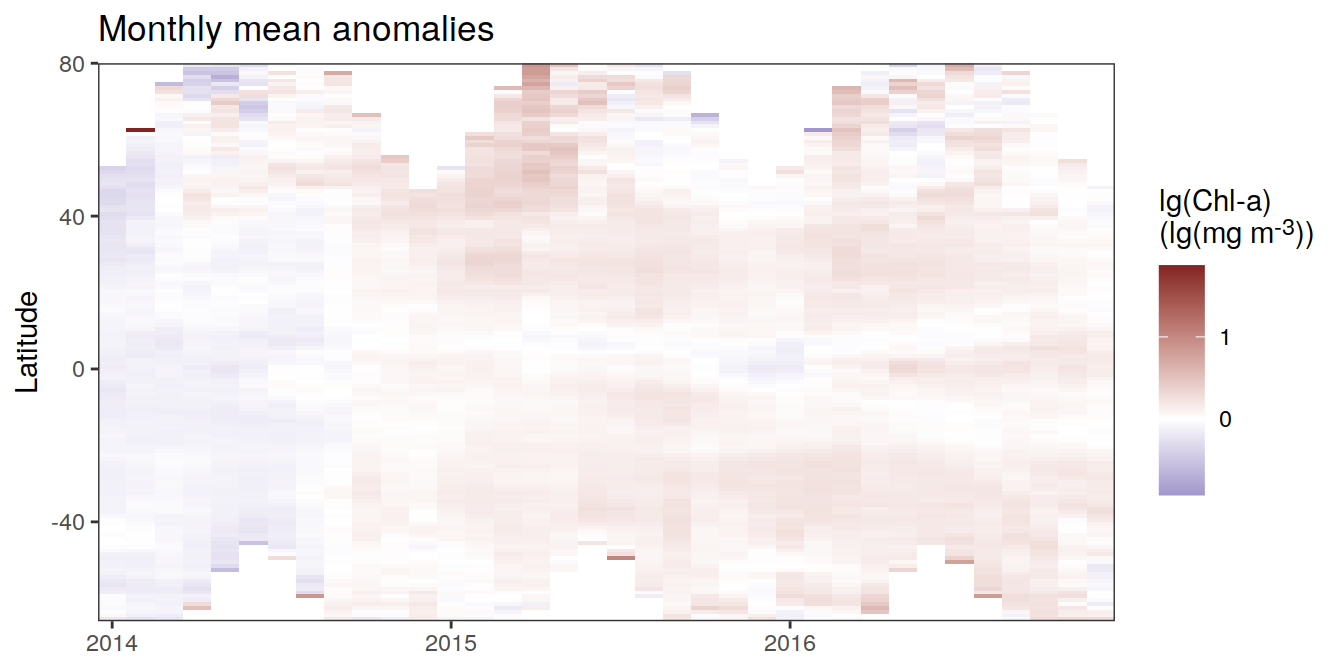 Monthly mean anomalies
80
40
0
-40
Latitude
2014
2015
2016
lg(Chl-a)
(lg(mg m-3))
1
0